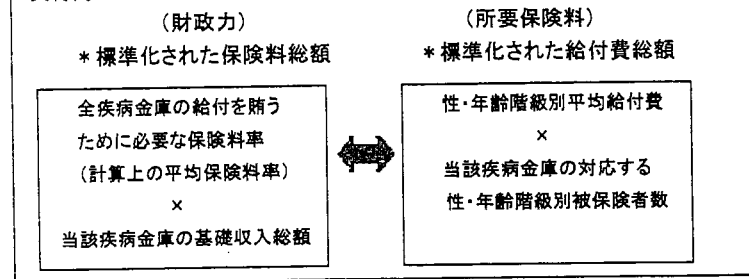 （財政力）
＊標準化された保険料総額
全疾病金庫の給付を賄う
ために必要な保険料率
（計算上の平均保険料率）
×
当該疾病金庫の基礎収入総額
（所要保険料）
＊標準化された給付費総額
性・年齢階級別平均給付費
×
当該疾病金庫の対応する
性・年齢階級別被保険者数